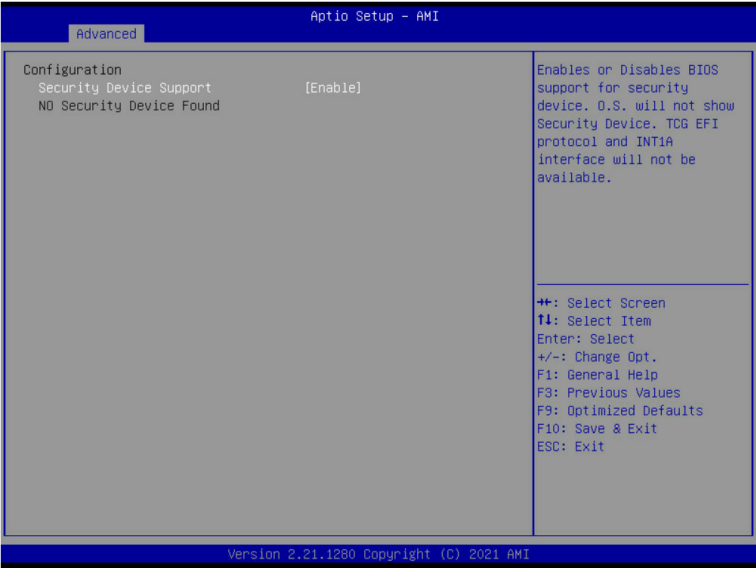 Aptio Setup – AMI
Advanced
Configuration
Security Device Support [Enable]
NO Security Device Found
Enables or Disables BIOS
support for security
device. O.S. will not show
Security Device. TCG EFI
protocol and INT1A
interface will not be
available.
→←: Select Screen
↑↓: Select Item
Enter: Select
+/-: Change Opt.
F1: General Help
F3: Previous Values
F9: Optimized Defaults
F10: Save & Exit
ESC: Exit
Version 2.21.1280 Copyright (C) 2021 AMI